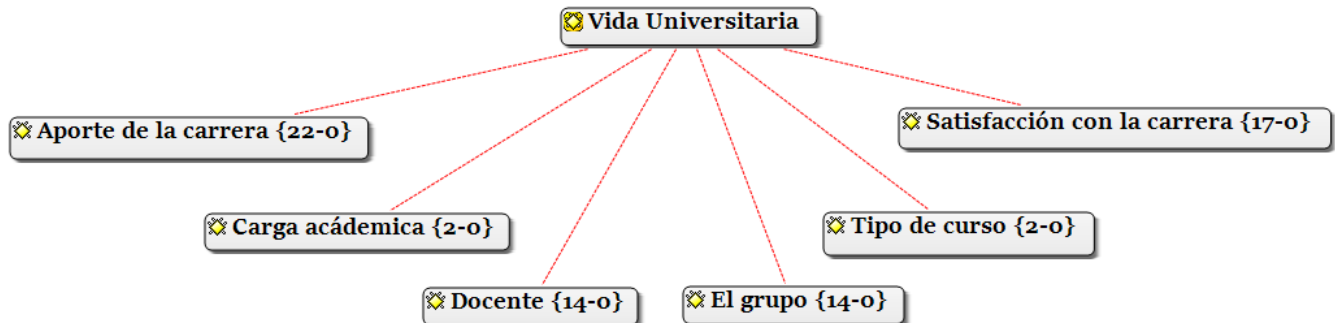 Vida Universitaria
Aporte de la carrera {22-0}
Satisfacción con la carrera {17-0}
Carga acádemica {2-0}
Tipo de curso {2-0}
Docente {14-0}
El grupo {14-0}